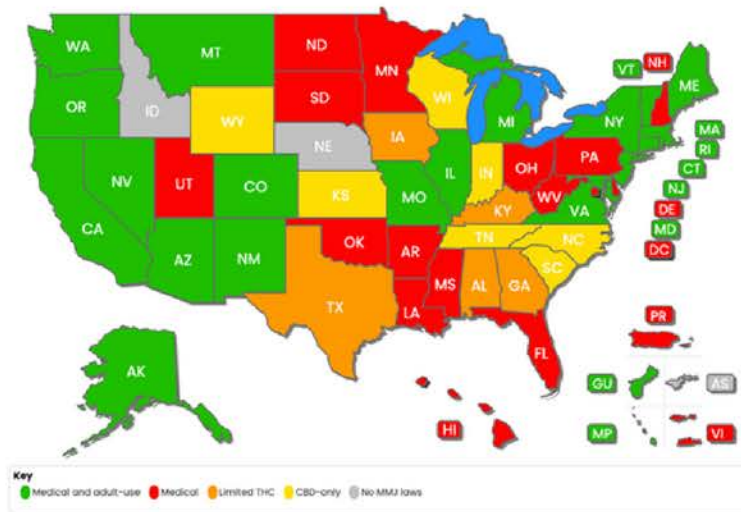 WA
MT
ND
MN
OR
ID
SD
WY
WI
MI
VT
NH
ME
NY
MA
RI
CT
NJ
DE
MD
DC
NV
UT
CO
NE
IA
IL
IN
OH
PA
WV
VA
KS
MO
KY
CA
AZ
NM
OK
AR
TN
NC
SC
MS
AL
GA
TX
LA
FL
AK
HI
PR
GU
AS
MP
VI
Key
Medical and adult-use Medical Limited THC CBD-only No MMJ laws